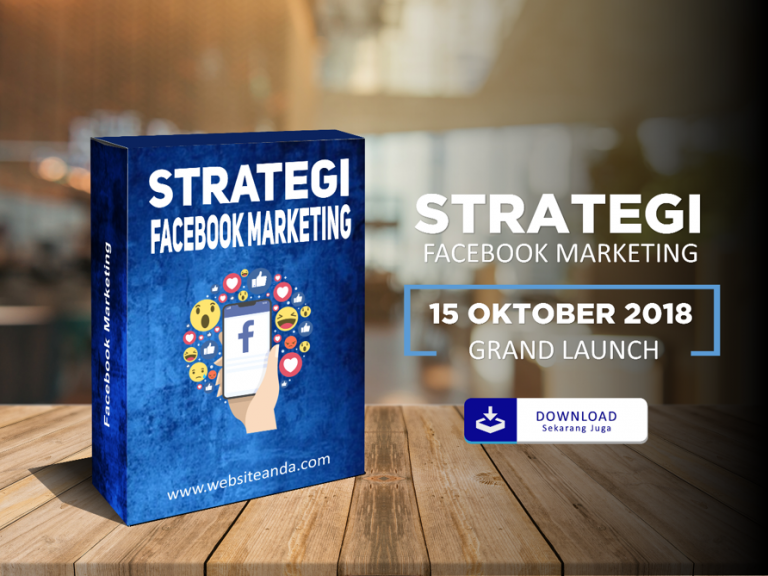 STRATEGI
FACEBOOK MARKETING
Facebook Marketing
f
www.websiteanda.com
STRATEGI
FACEBOOK MARKETING
15 OKTOBER 2018
GRAND LAUNCH
DOWNLOAD
Sekarang Juga